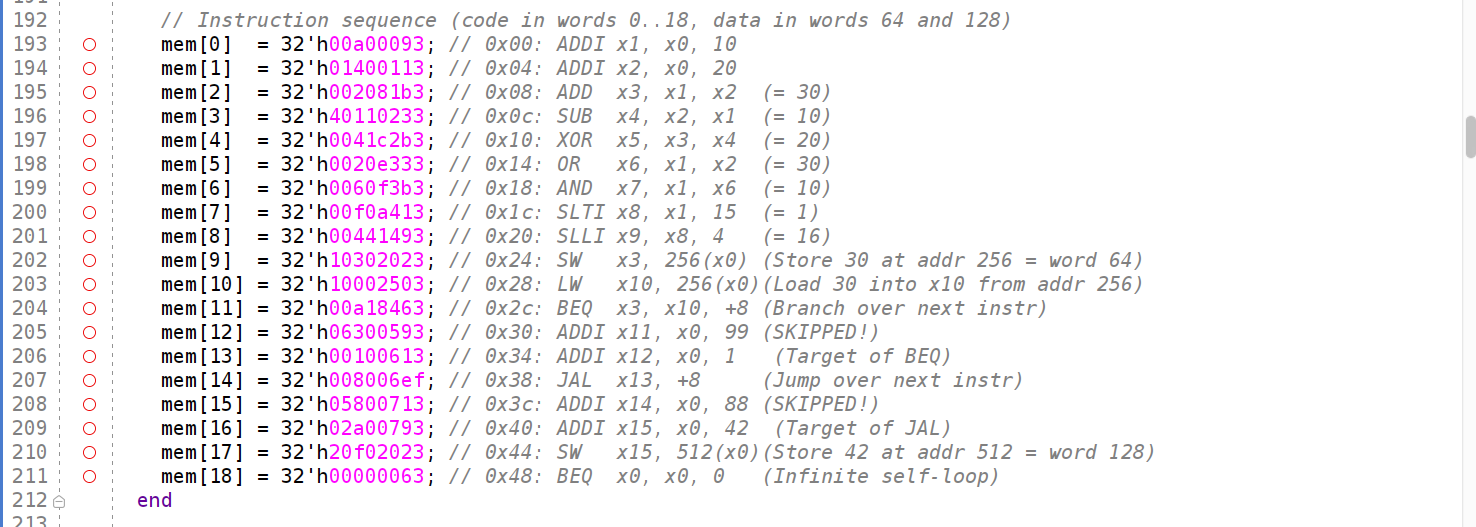 192 // Instruction sequence (code in words 0..18, data in words 64 and 128)
193 mem[0]  = 32'h00a00093; // 0x00: ADDI x1, x0, 10
194 mem[1]  = 32'h01400113; // 0x04: ADDI x2, x0, 20
195 mem[2]  = 32'h002081b3; // 0x08: ADD  x3, x1, x2  (= 30)
196 mem[3]  = 32'h40110233; // 0x0c: SUB  x4, x2, x1  (= 10)
197 mem[4]  = 32'h0041c2b3; // 0x10: XOR  x5, x3, x4  (= 20)
198 mem[5]  = 32'h0020e333; // 0x14: OR   x6, x1, x2  (= 30)
199 mem[6]  = 32'h0060f3b3; // 0x18: AND  x7, x1, x6  (= 10)
200 mem[7]  = 32'h00f0a413; // 0x1c: SLTI x8, x1, 15  (= 1)
201 mem[8]  = 32'h00441493; // 0x20: SLLI x9, x8, 4   (= 16)
202 mem[9]  = 32'h10302023; // 0x24: SW   x3, 256(x0) (Store 30 at addr 256 = word 64)
203 mem[10] = 32'h10002503; // 0x28: LW   x10, 256(x0)(Load 30 into x10 from addr 256)
204 mem[11] = 32'h00a18463; // 0x2c: BEQ  x3, x10, +8 (Branch over next instr)
205 mem[12] = 32'h06300593; // 0x30: ADDI x11, x0, 99 (SKIPPED!)
206 mem[13] = 32'h00100613; // 0x34: ADDI x12, x0, 1   (Target of BEQ)
207 mem[14] = 32'h008006ef; // 0x38: JAL  x13, +8     (Jump over next instr)
208 mem[15] = 32'h05800713; // 0x3c: ADDI x14, x0, 88 (SKIPPED!)
209 mem[16] = 32'h02a00793; // 0x40: ADDI x15, x0, 42  (Target of JAL)
210 mem[17] = 32'h20f02023; // 0x44: SW   x15, 512(x0)(Store 42 at addr 512 = word 128)
211 mem[18] = 32'h00000063; // 0x48: BEQ  x0, x0, 0   (Infinite self-loop)
212 end
213